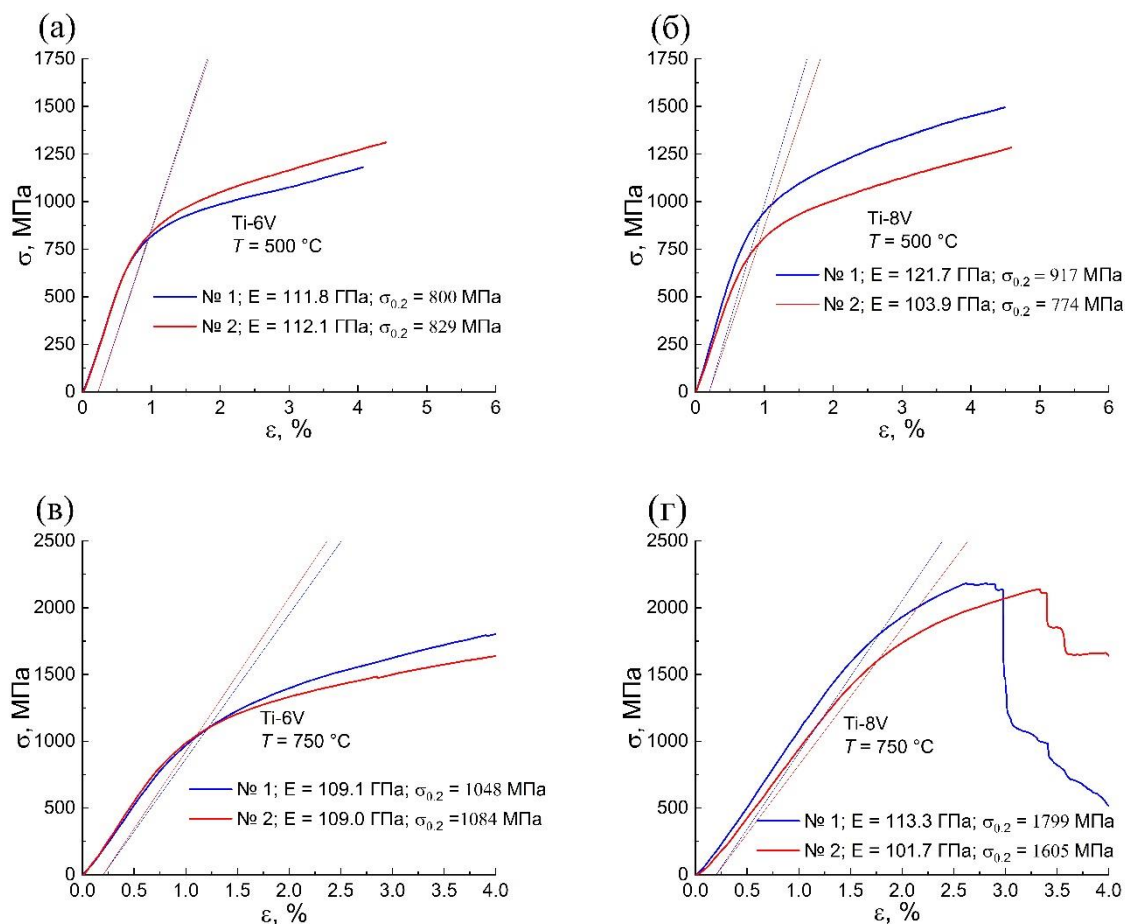 (а)
1750
1500
1250
1000
750
500
250
0
σ, МПа
Ti-6V
T = 500 °C
№ 1; E = 111.8 ГПа; σ0.2 = 800 МПа
№ 2; E = 112.1 ГПа; σ0.2 = 829 МПа
0 1 2 3 4 5 6
ε, %
(б)
1750
1500
1250
1000
750
500
250
0
σ, МПа
Ti-8V
T = 500 °C
№ 1; E = 121.7 ГПа; σ0.2 = 917 МПа
№ 2; E = 103.9 ГПа; σ0.2 = 774 МПа
0 1 2 3 4 5 6
ε, %
(в)
2500
2000
1500
1000
500
0
σ, МПа
Ti-6V
T = 750 °C
№ 1; E = 109.1 ГПа; σ0.2 = 1048 МПа
№ 2; E = 109.0 ГПа; σ0.2 =1084 МПа
0.0 0.5 1.0 1.5 2.0 2.5 3.0 3.5 4.0
ε, %
(г)
2500
2000
1500
1000
500
0
σ, МПа
Ti-8V
T = 750 °C
№ 1; E = 113.3 ГПа; σ0.2 = 1799 МПа
№ 2; E = 101.7 ГПа; σ0.2 = 1605 МПа
0.0 0.5 1.0 1.5 2.0 2.5 3.0 3.5 4.0
ε, %